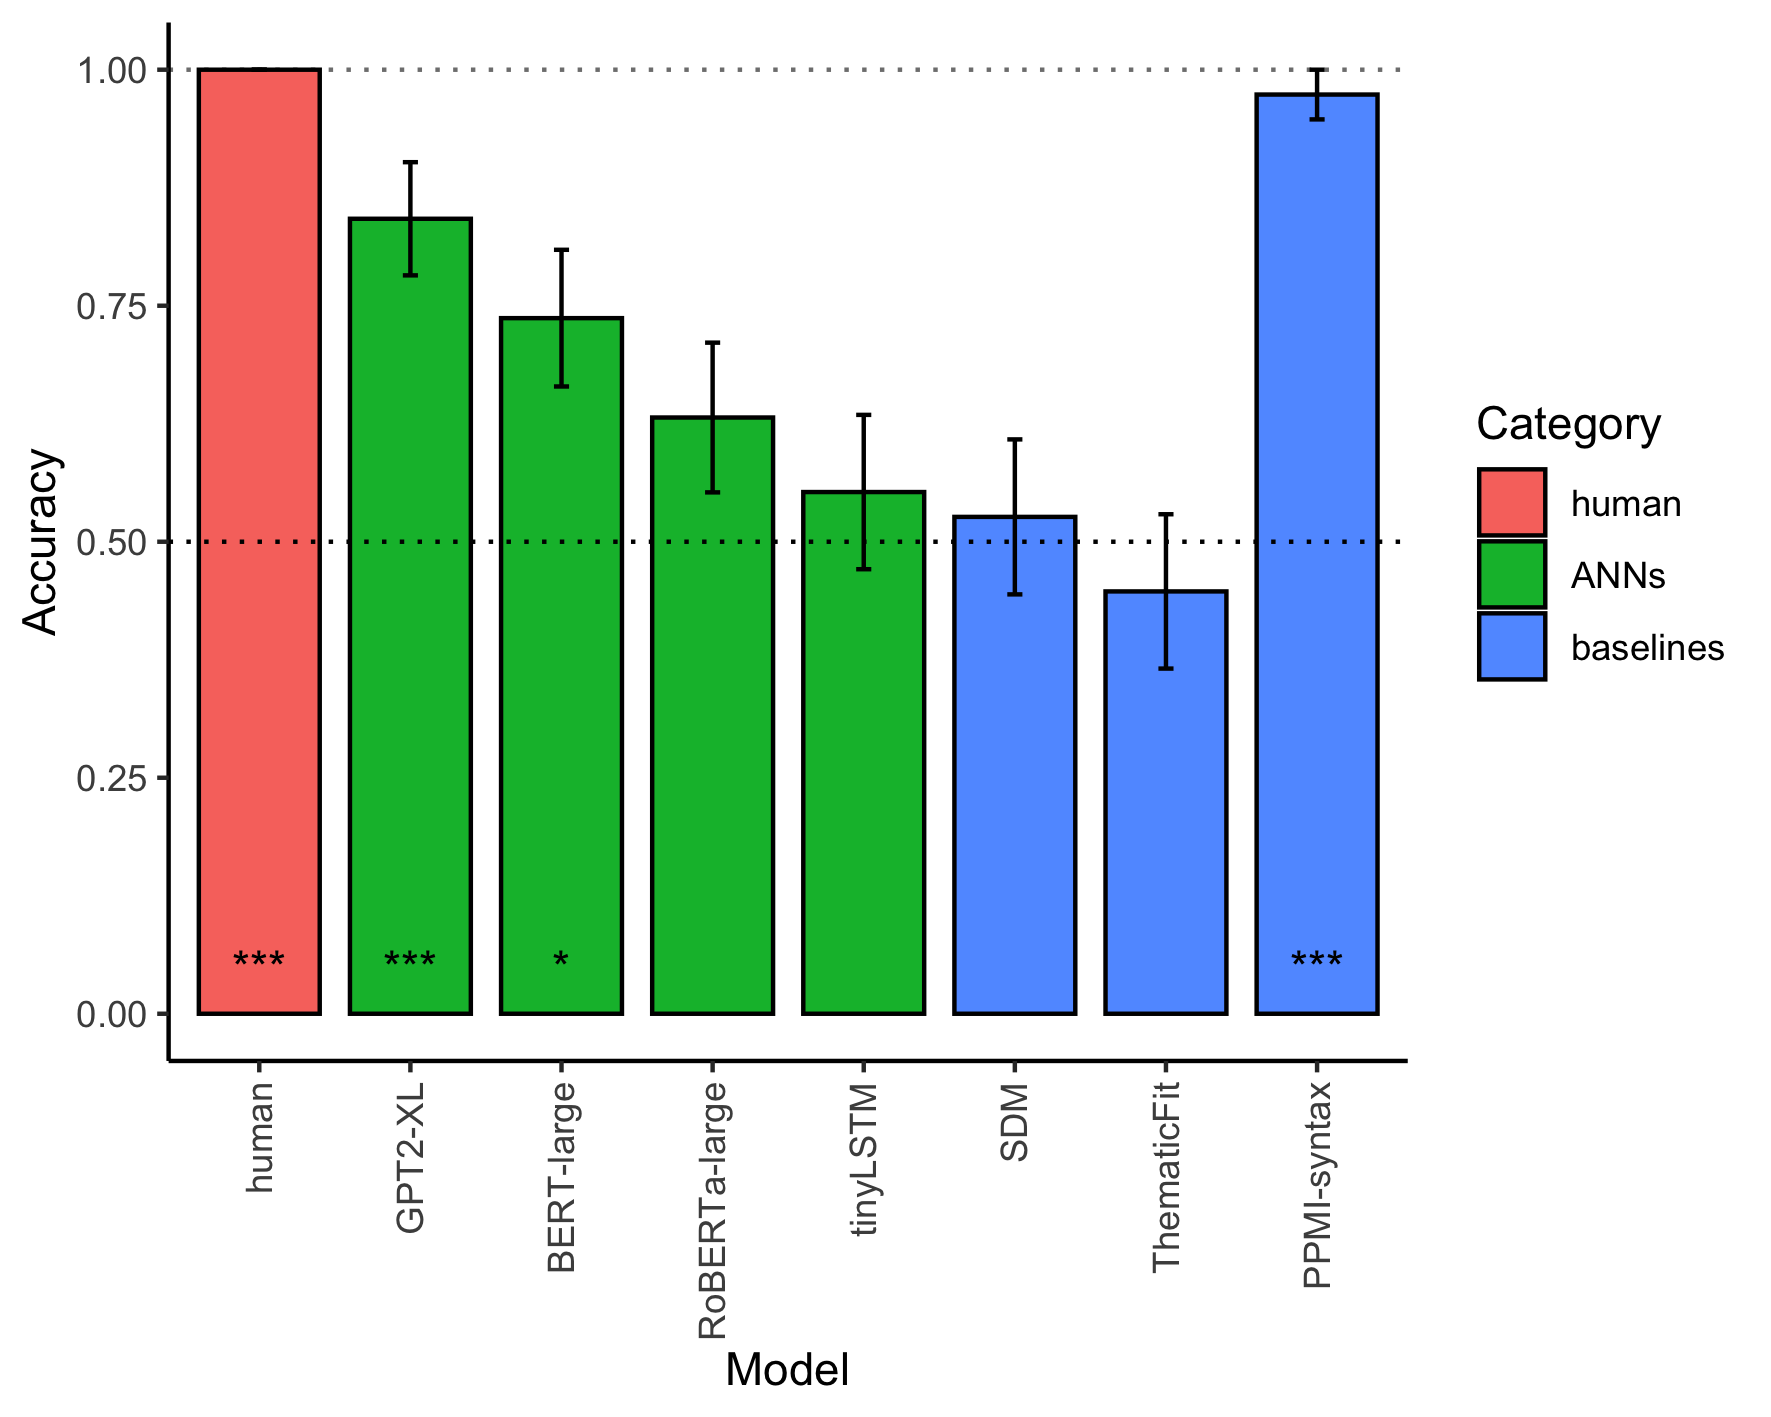 1.00
0.75
0.50
0.25
0.00
Accuracy
***
***
*
***
human
GPT2-XL
BERT-large
RoBERTa-large
tinyLSTM
SDM
ThematicFit
PPMI-syntax
Model
Category
human
ANNs
baselines